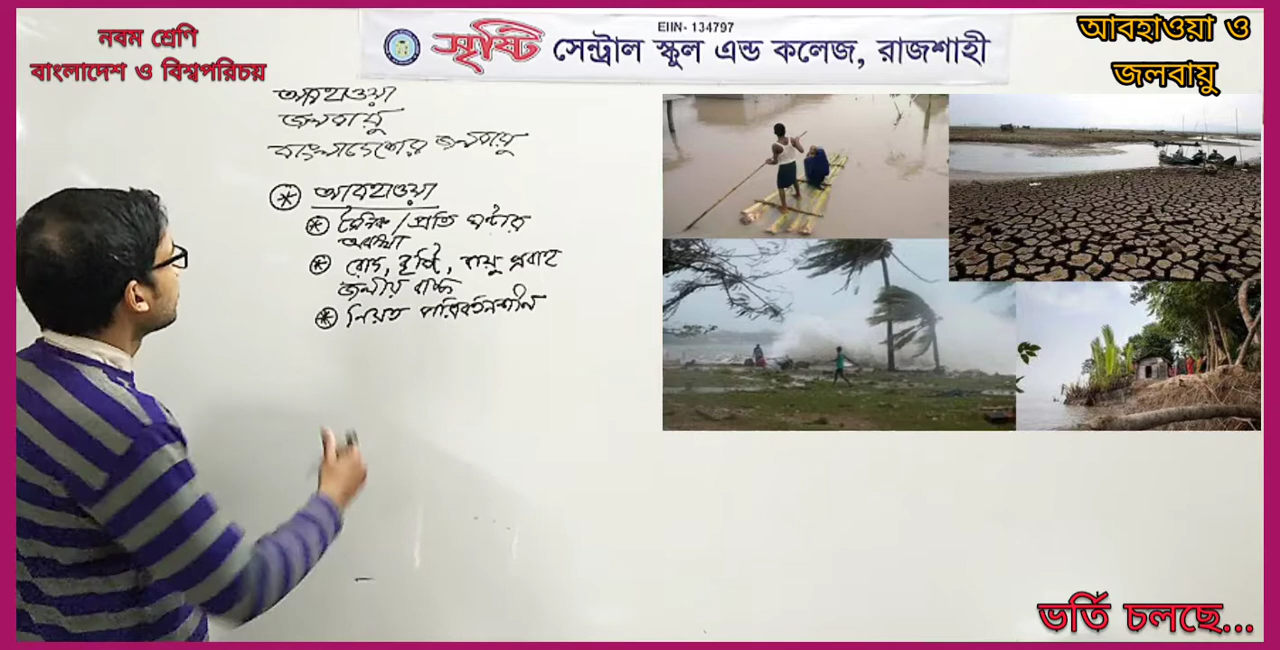 নবম শ্রেণি
বাংলাদেশ ও বিশ্বপরিচয়
EIIN- 134797
সৃষ্টি সেন্ট্রাল স্কুল এন্ড কলেজ, রাজশাহী
আবহাওয়া ও
জলবায়ু
আবহাওয়া
জলবায়ু
বাংলাদেশের জলবায়ু
আবহাওয়া
দৈনিক / প্রতি ঘন্টার
অবস্থা
রোদ, বৃষ্টি, বায়ু প্রবাহ
জলীয় বাষ্প
নিয়ত পরিবর্তনশীল
ভর্তি চলছে...